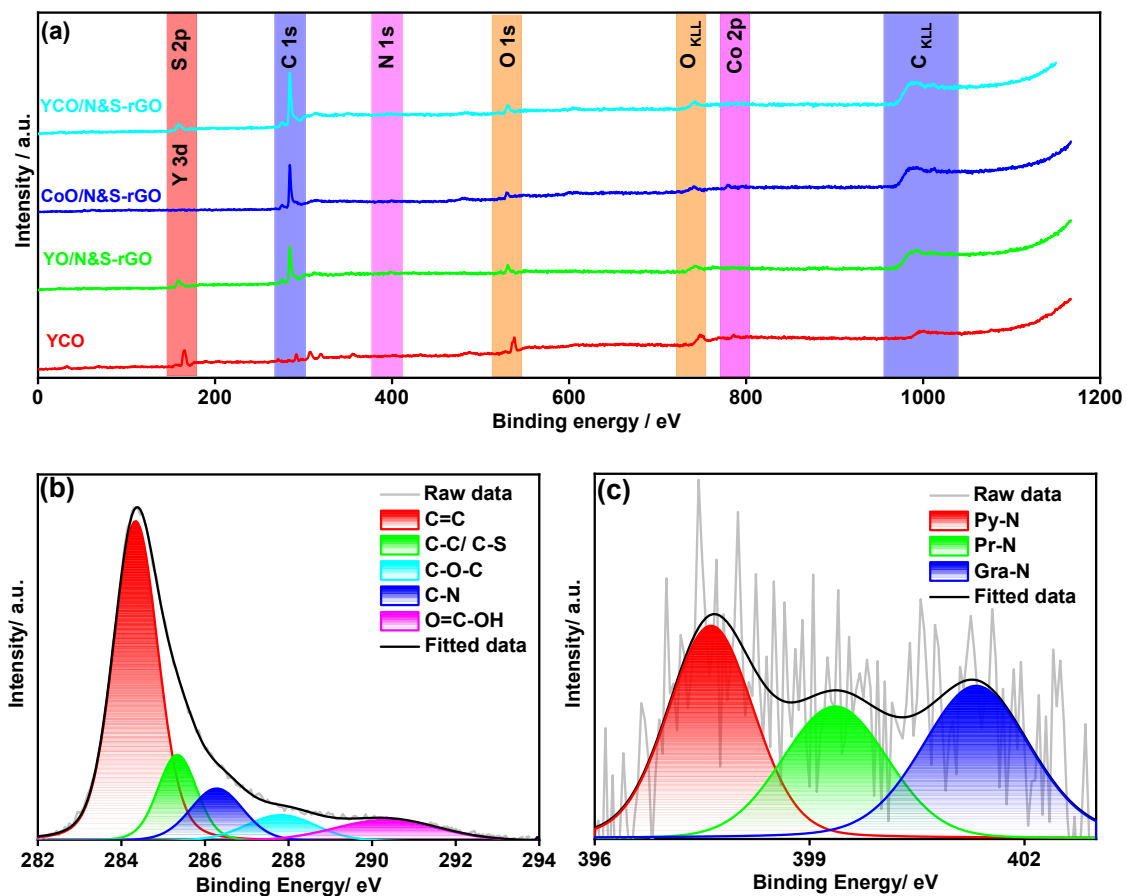 (a)
S 2p
Y 3d
C 1s
N 1s
O 1s
O KLL
Co 2p
C KLL
YCO/N&S-rGO
CoO/N&S-rGO
YO/N&S-rGO
YCO
Intensity / a.u.
0 200 400 600 800 1000 1200
Binding energy / eV
(b)
Raw data
C=C
C-C/ C-S
C-O-C
C-N
O=C-OH
Fitted data
Intensity/ a.u.
282 284 286 288 290 292 294
Binding Energy/ eV
(c)
Raw data
Py-N
Pr-N
Gra-N
Fitted data
Intensity/ a.u.
396 399 402
Binding Energy/ eV